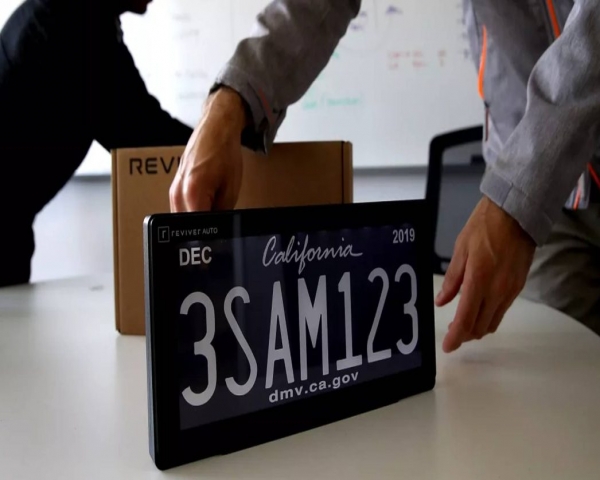 REVI
r reviver AUTO
DEC
California
2019
3SAM123
dmv.ca.gov